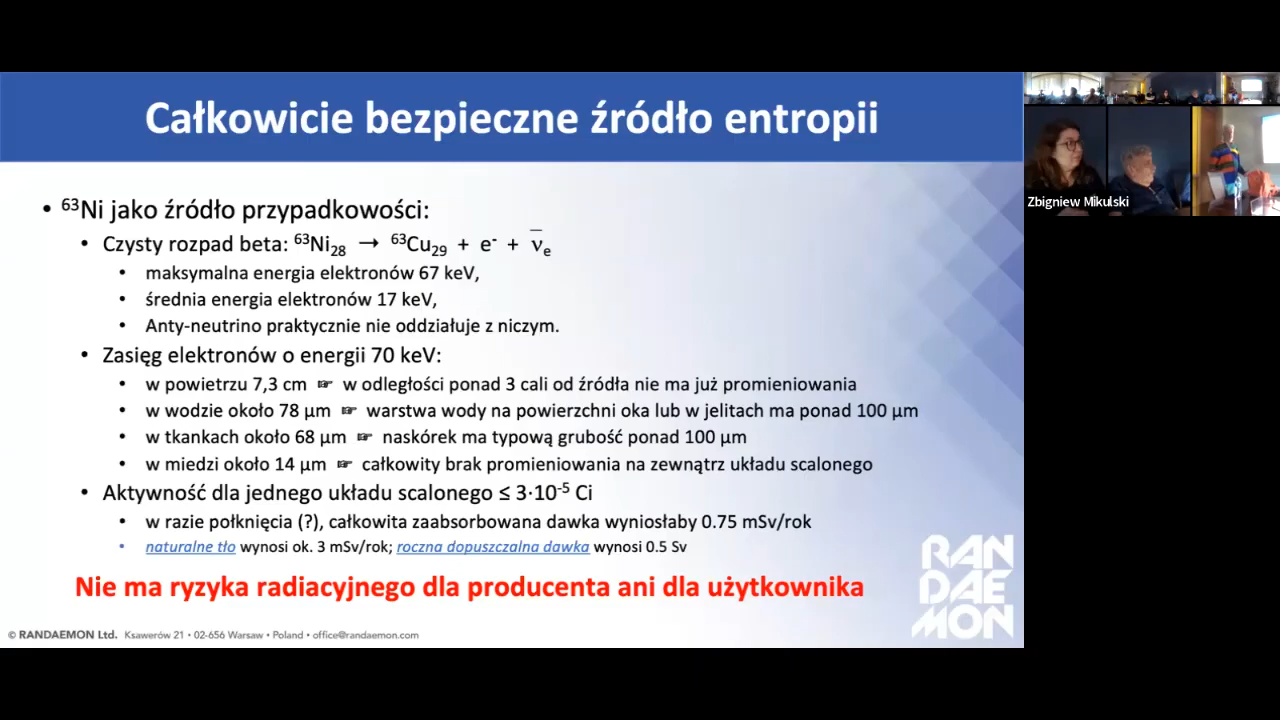 Całkowicie bezpieczne źródło entropii
• ⁶³Ni jako źródło przypadkowości:
• Czysty rozpad beta: ⁶³Ni₂₈ → ⁶³Cu₂₉ + e⁻ + ν̅ₑ
• maksymalna energia elektronów 67 keV,
• średnia energia elektronów 17 keV,
• Anty-neutrino praktycznie nie oddziałuje z niczym.
• Zasięg elektronów o energii 70 keV:
• w powietrzu 7,3 cm ☞ w odległości ponad 3 cali od źródła nie ma już promieniowania
• w wodzie około 78 µm ☞ warstwa wody na powierzchni oka lub w jelitach ma ponad 100 µm
• w tkankach około 68 µm ☞ naskórek ma typową grubość ponad 100 µm
• w miedzi około 14 µm ☞ całkowity brak promieniowania na zewnątrz układu scalonego
• Aktywność dla jednego układu scalonego ≤ 3·10⁻⁵ Ci
• w razie połknięcia (?), całkowita zaabsorbowana dawka wyniosłaby 0.75 mSv/rok
• naturalne tło wynosi ok. 3 mSv/rok; roczna dopuszczalna dawka wynosi 0.5 Sv
Nie ma ryzyka radiacyjnego dla producenta ani dla użytkownika
© RANDAEMON Ltd. Ksawerów 21 • 02-656 Warsaw • Poland • office@randaemon.com
RAN
DAE
MON
Zbigniew Mikulski